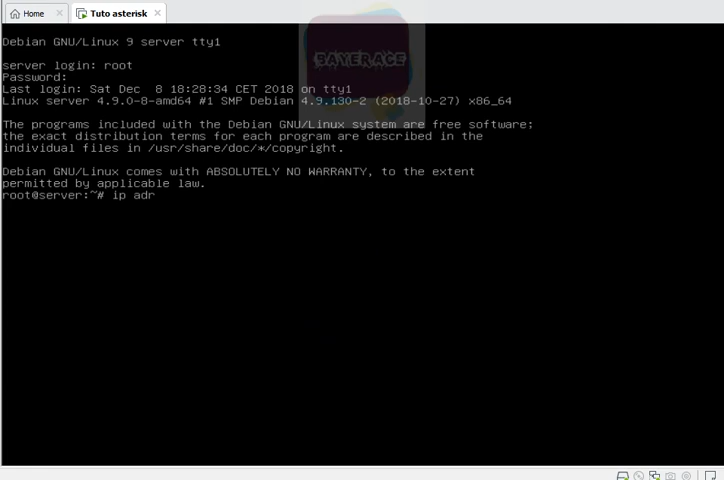 Home
Tuto asterisk
BAYERACE
Debian GNU/Linux 9 server tty1
server login: root
Password:
Last login: Sat Dec  8 18:28:34 CET 2018 on tty1
Linux server 4.9.0-8-amd64 #1 SMP Debian 4.9.130-2 (2018-10-27) x86_64
The programs included with the Debian GNU/Linux system are free software;
the exact distribution terms for each program are described in the
individual files in /usr/share/doc/*/copyright.
Debian GNU/Linux comes with ABSOLUTELY NO WARRANTY, to the extent
permitted by applicable law.
root@server:~# ip adr